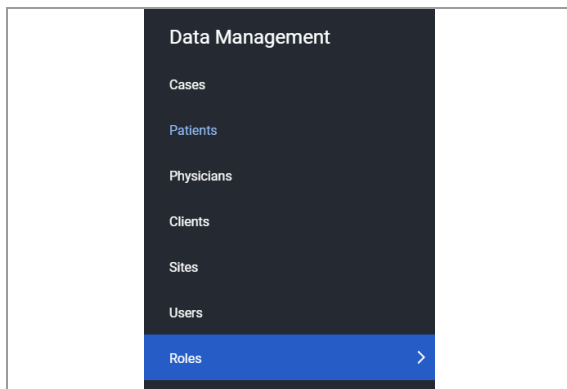 Data Management
Cases
Patients
Physicians
Clients
Sites
Users
Roles